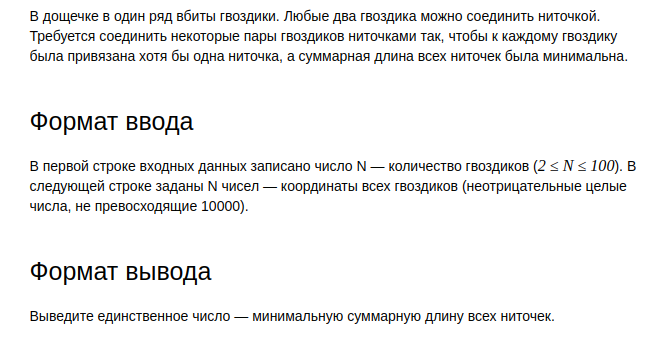 В дощечке в один ряд вбиты гвоздики. Любые два гвоздика можно соединить ниточкой.
Требуется соединить некоторые пары гвоздиков ниточками так, чтобы к каждому гвоздику
была привязана хотя бы одна ниточка, а суммарная длина всех ниточек была минимальна.
Формат ввода
В первой строке входных данных записано число N — количество гвоздиков (2 ≤ N ≤ 100). В
следующей строке заданы N чисел — координаты всех гвоздиков (неотрицательные целые
числа, не превосходящие 10000).
Формат вывода
Выведите единственное число — минимальную суммарную длину всех ниточек.